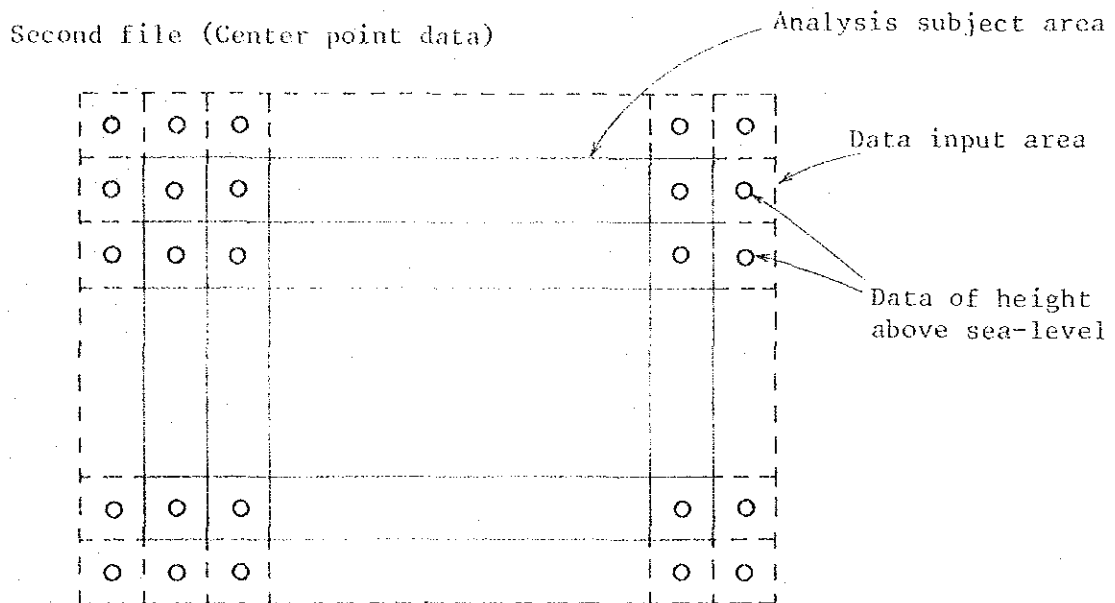 Second file (Center point data)
Analysis subject area
Data input area
Data of height
above sea-level